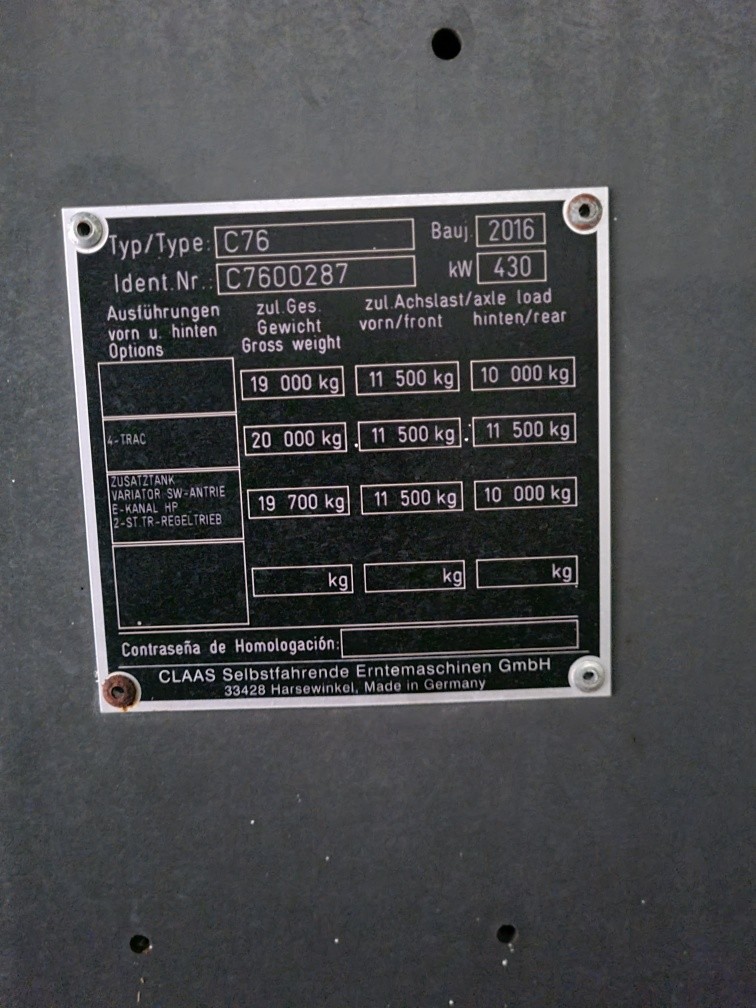 Typ/Type: C76 Bauj. 2016
Ident.Nr.: C7600287 kW 430
Ausführungen vorn u. hinten Options
zul.Ges. Gewicht Gross weight
zul.Achslast/axle load
vorn/front hinten/rear
19 000 kg 11 500 kg 10 000 kg
4-TRAC 20 000 kg 11 500 kg 11 500 kg
ZUSATZTANK
VARIATOR SW-ANTRIE
E-KANAL HP
2-ST.TR-REGELTRIEB
19 700 kg 11 500 kg 10 000 kg
kg kg kg
Contraseña de Homologación:
CLAAS Selbstfahrende Erntemaschinen GmbH
33428 Harsewinkel, Made in Germany